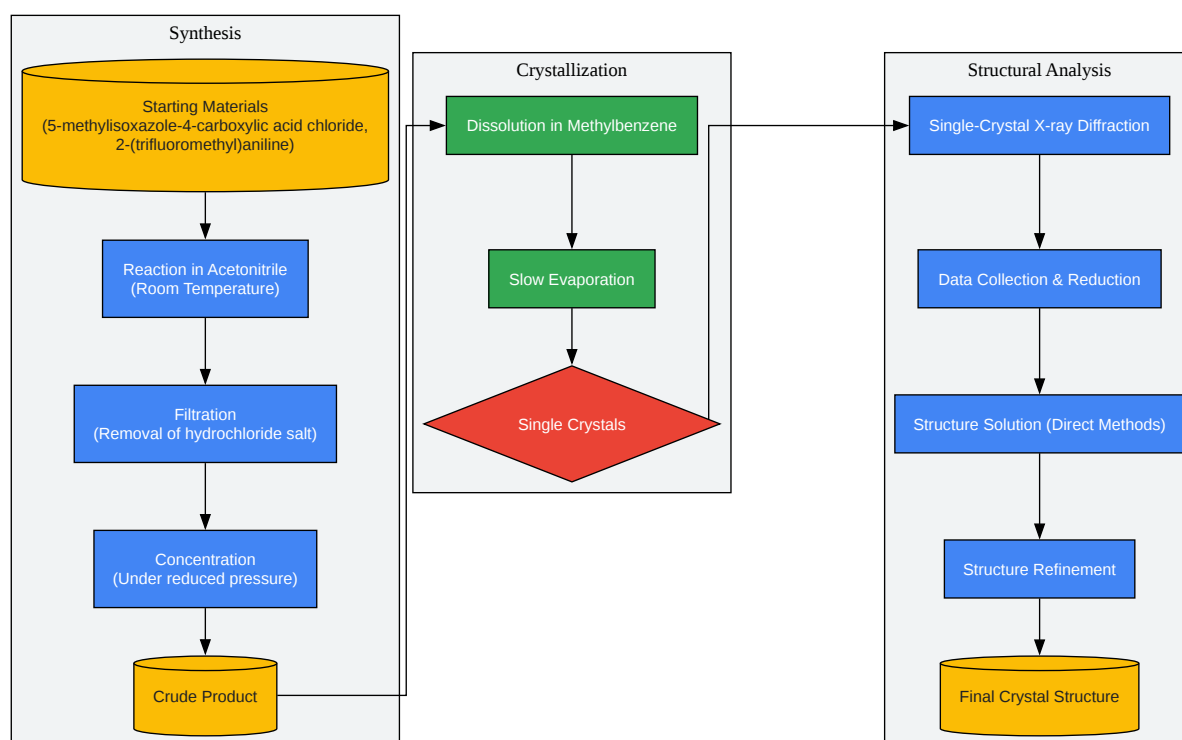 Synthesis
Starting Materials
(5-methylisoxazole-4-carboxylic acid chloride,
2-(trifluoromethyl)aniline)
Reaction in Acetonitrile
(Room Temperature)
Filtration
(Removal of hydrochloride salt)
Concentration
(Under reduced pressure)
Crude Product
Crystallization
Dissolution in Methylbenzene
Slow Evaporation
Single Crystals
Structural Analysis
Single-Crystal X-ray Diffraction
Data Collection & Reduction
Structure Solution (Direct Methods)
Structure Refinement
Final Crystal Structure